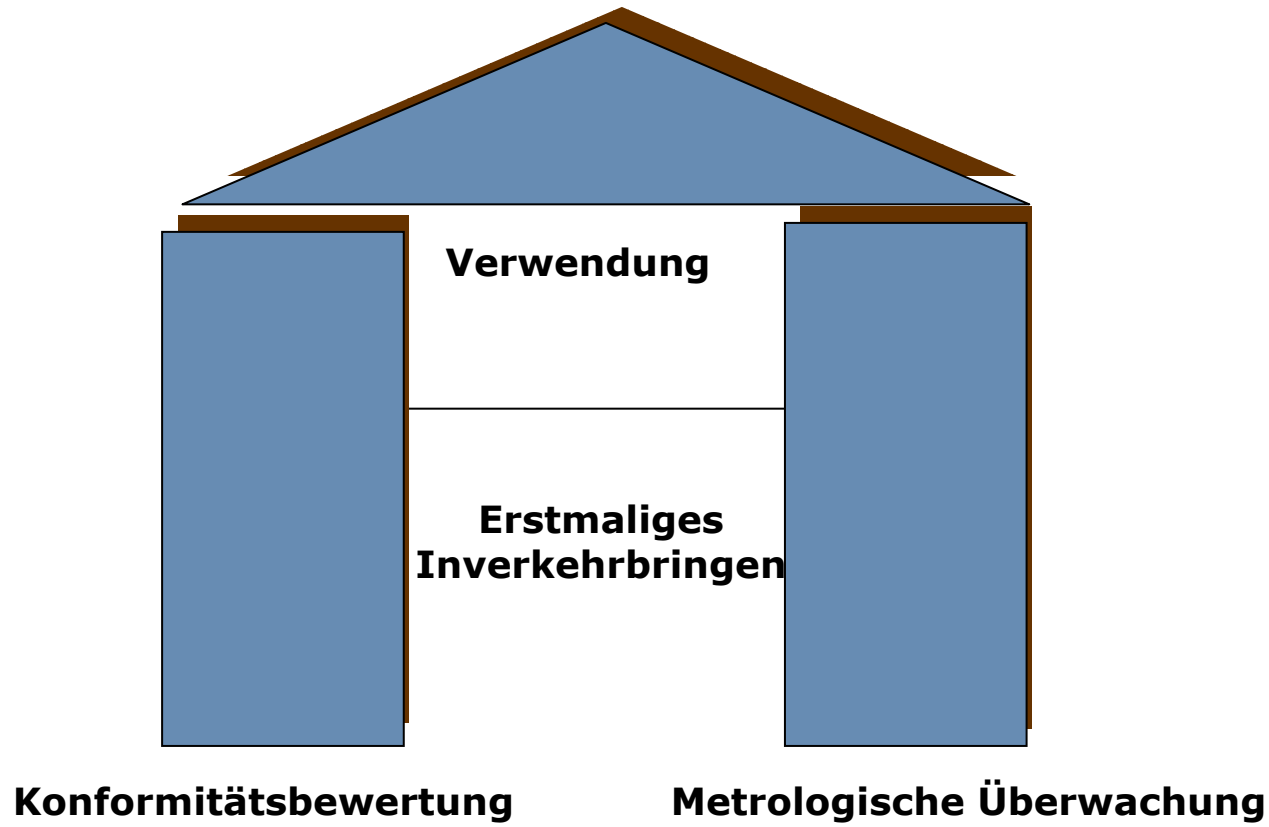 Verwendung
Erstmaliges
Inverkehrbringen
Konformitätsbewertung
Metrologische Überwachung